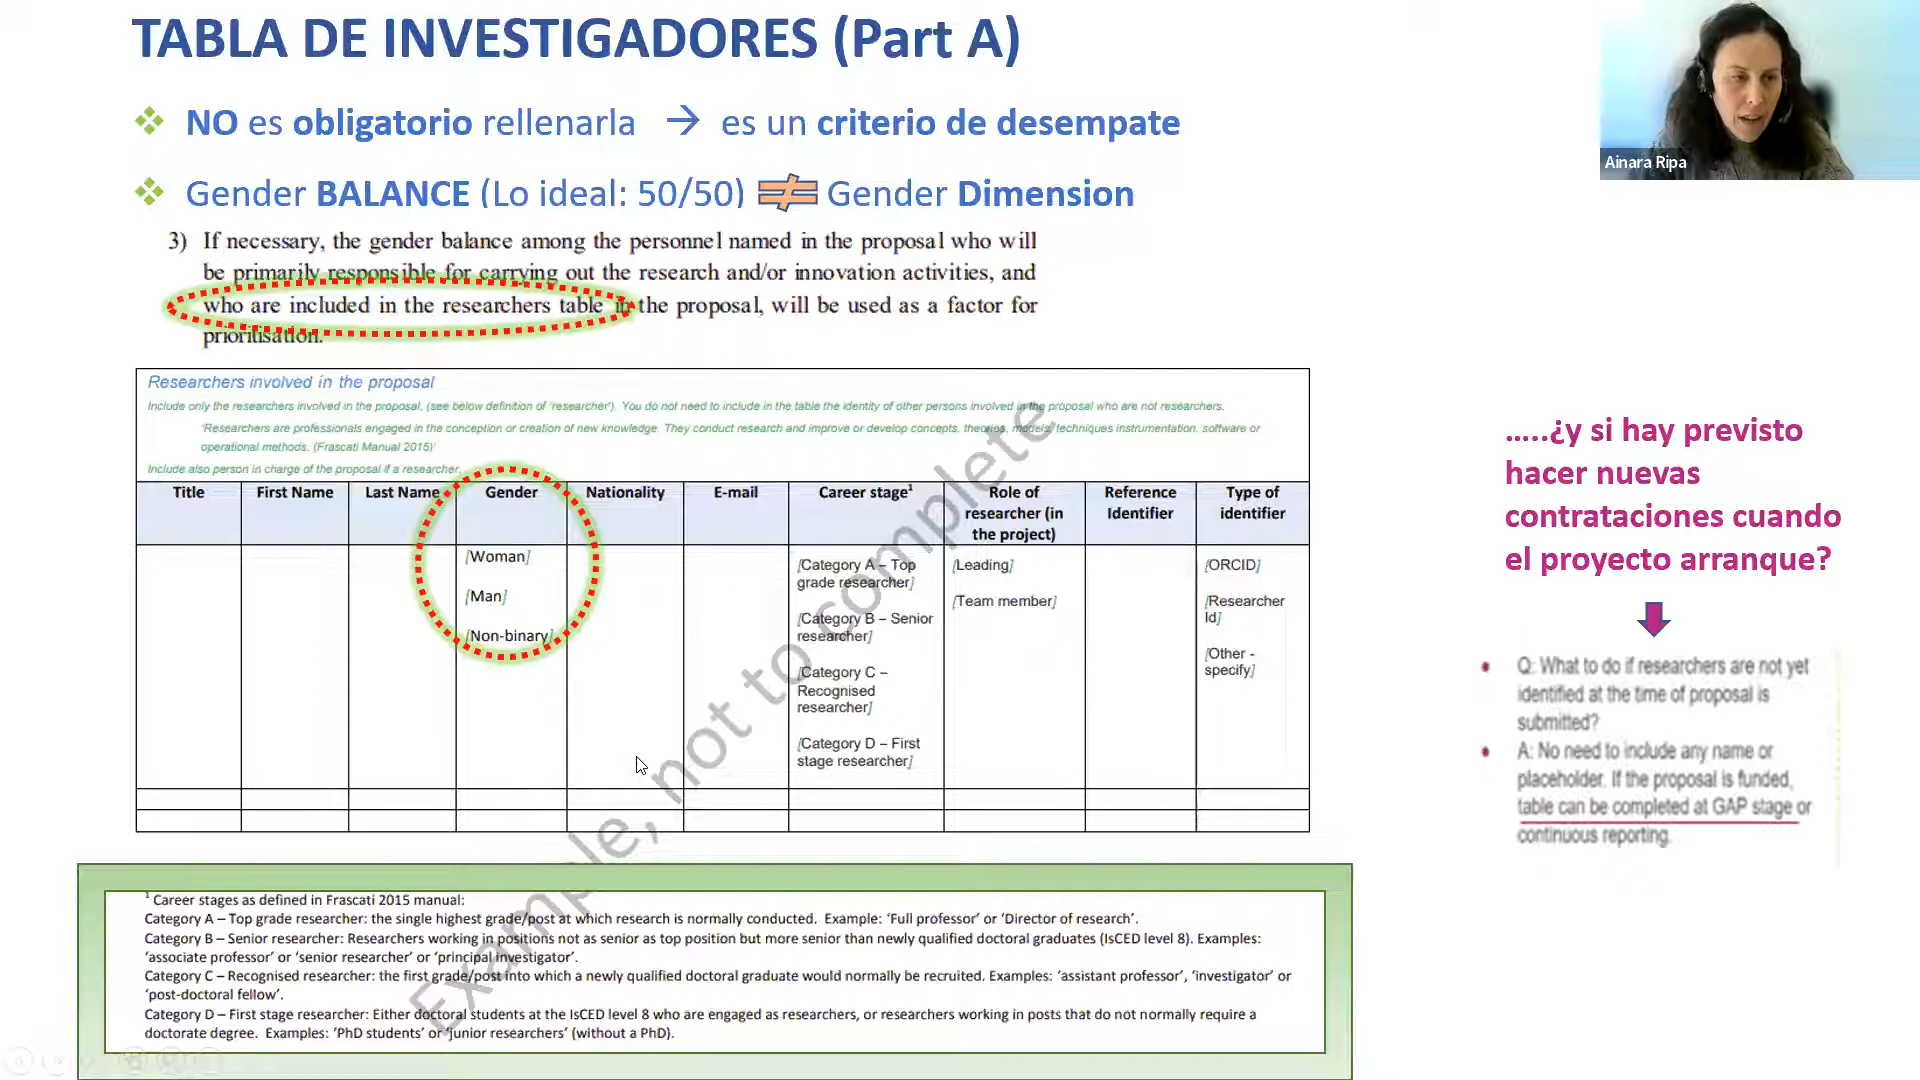 TABLA DE INVESTIGADORES (Part A)
❖ NO es obligatorio rellenarla → es un criterio de desempate
❖ Gender BALANCE (Lo ideal: 50/50) ≠ Gender Dimension
3) If necessary, the gender balance among the personnel named in the proposal who will
be primarily responsible for carrying out the research and/or innovation activities, and
who are included in the researchers table in the proposal, will be used as a factor for
prioritisation.
Ainara Ripa
Researchers involved in the proposal
Include only the researchers involved in the proposal, (see below definition of 'researcher'). You do not need to include in the table the identity of other persons involved in the proposal who are not researchers.
'Researchers are professionals engaged in the conception or creation of new knowledge. They conduct research and improve or develop concepts, theories, models, techniques instrumentation, software or
operational methods. (Frascati Manual 2015)'
Include also person in charge of the proposal if a researcher.
Title
First Name
Last Name
Gender
Nationality
E-mail
Career stage¹
Role of
researcher (in
the project)
Reference
Identifier
Type of
identifier
[Woman]
[Man]
[Non-binary]
[Category A – Top
grade researcher]
[Category B – Senior
researcher]
[Category C –
Recognised
researcher]
[Category D – First
stage researcher]
[Leading]
[Team member]
[ORCID]
[Researcher
Id]
[Other -
specify]
Example, not to complete
¹ Career stages as defined in Frascati 2015 manual:
Category A – Top grade researcher: the single highest grade/post at which research is normally conducted. Example: 'Full professor' or 'Director of research'.
Category B – Senior researcher: Researchers working in positions not as senior as top position but more senior than newly qualified doctoral graduates (IsCED level 8). Examples:
'associate professor' or 'senior researcher' or 'principal investigator'.
Category C – Recognised researcher: the first grade/post into which a newly qualified doctoral graduate would normally be recruited. Examples: 'assistant professor', 'investigator' or
'post-doctoral fellow'.
Category D – First stage researcher: Either doctoral students at the IsCED level 8 who are engaged as researchers, or researchers working in posts that do not normally require a
doctorate degree. Examples: 'PhD students' or 'junior researchers' (without a PhD).
.....¿y si hay previsto
hacer nuevas
contrataciones cuando
el proyecto arranque?
• Q: What to do if researchers are not yet
identified at the time of proposal is
submitted?
• A: No need to include any name or
placeholder. If the proposal is funded,
table can be completed at GAP stage or
continuous reporting.